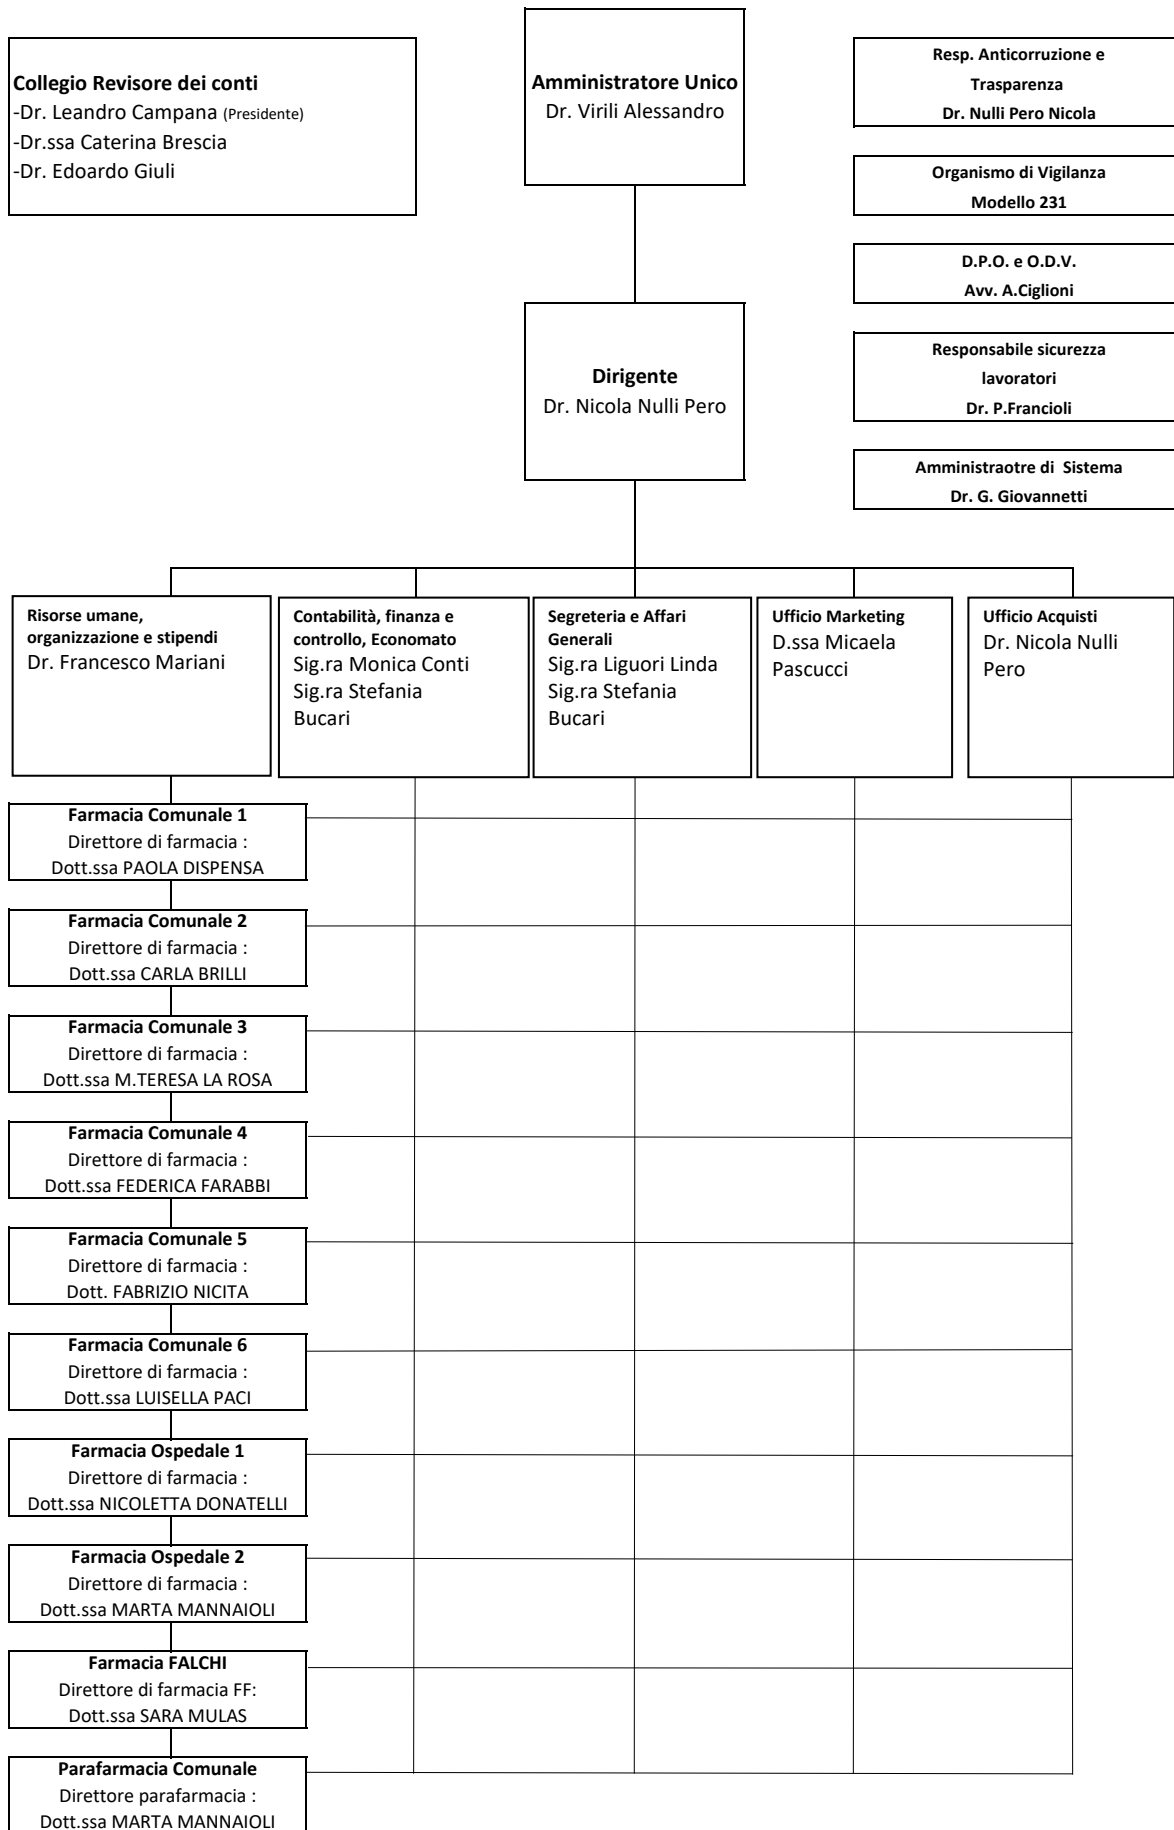 Collegio Revisore dei conti
-Dr. Leandro Campana (Presidente)
-Dr.ssa Caterina Brescia
-Dr. Edoardo Giuli
Amministratore Unico
Dr. Virili Alessandro
Resp. Anticorruzione e
Trasparenza
Dr. Nulli Pero Nicola
Organismo di Vigilanza
Modello 231
D.P.O. e O.D.V.
Avv. A.Ciglioni
Responsabile sicurezza
lavoratori
Dr. P.Francioli
Amministraotre di  Sistema
Dr. G. Giovannetti
Dirigente
Dr. Nicola Nulli Pero
Risorse umane,
organizzazione e stipendi
Dr. Francesco Mariani
Contabilità, finanza e
controllo, Economato
Sig.ra Monica Conti
Sig.ra Stefania
Bucari
Segreteria e Affari
Generali
Sig.ra Liguori Linda
Sig.ra Stefania
Bucari
Ufficio Marketing
D.ssa Micaela
Pascucci
Ufficio Acquisti
Dr. Nicola Nulli
Pero
Farmacia Comunale 1
Direttore di farmacia :
Dott.ssa PAOLA DISPENSA
Farmacia Comunale 2
Direttore di farmacia :
Dott.ssa CARLA BRILLI
Farmacia Comunale 3
Direttore di farmacia :
Dott.ssa M.TERESA LA ROSA
Farmacia Comunale 4
Direttore di farmacia :
Dott.ssa FEDERICA FARABBI
Farmacia Comunale 5
Direttore di farmacia :
Dott. FABRIZIO NICITA
Farmacia Comunale 6
Direttore di farmacia :
Dott.ssa LUISELLA PACI
Farmacia Ospedale 1
Direttore di farmacia :
Dott.ssa NICOLETTA DONATELLI
Farmacia Ospedale 2
Direttore di farmacia :
Dott.ssa MARTA MANNAIOLI
Farmacia FALCHI
Direttore di farmacia FF:
Dott.ssa SARA MULAS
Parafarmacia Comunale
Direttore parafarmacia :
Dott.ssa MARTA MANNAIOLI